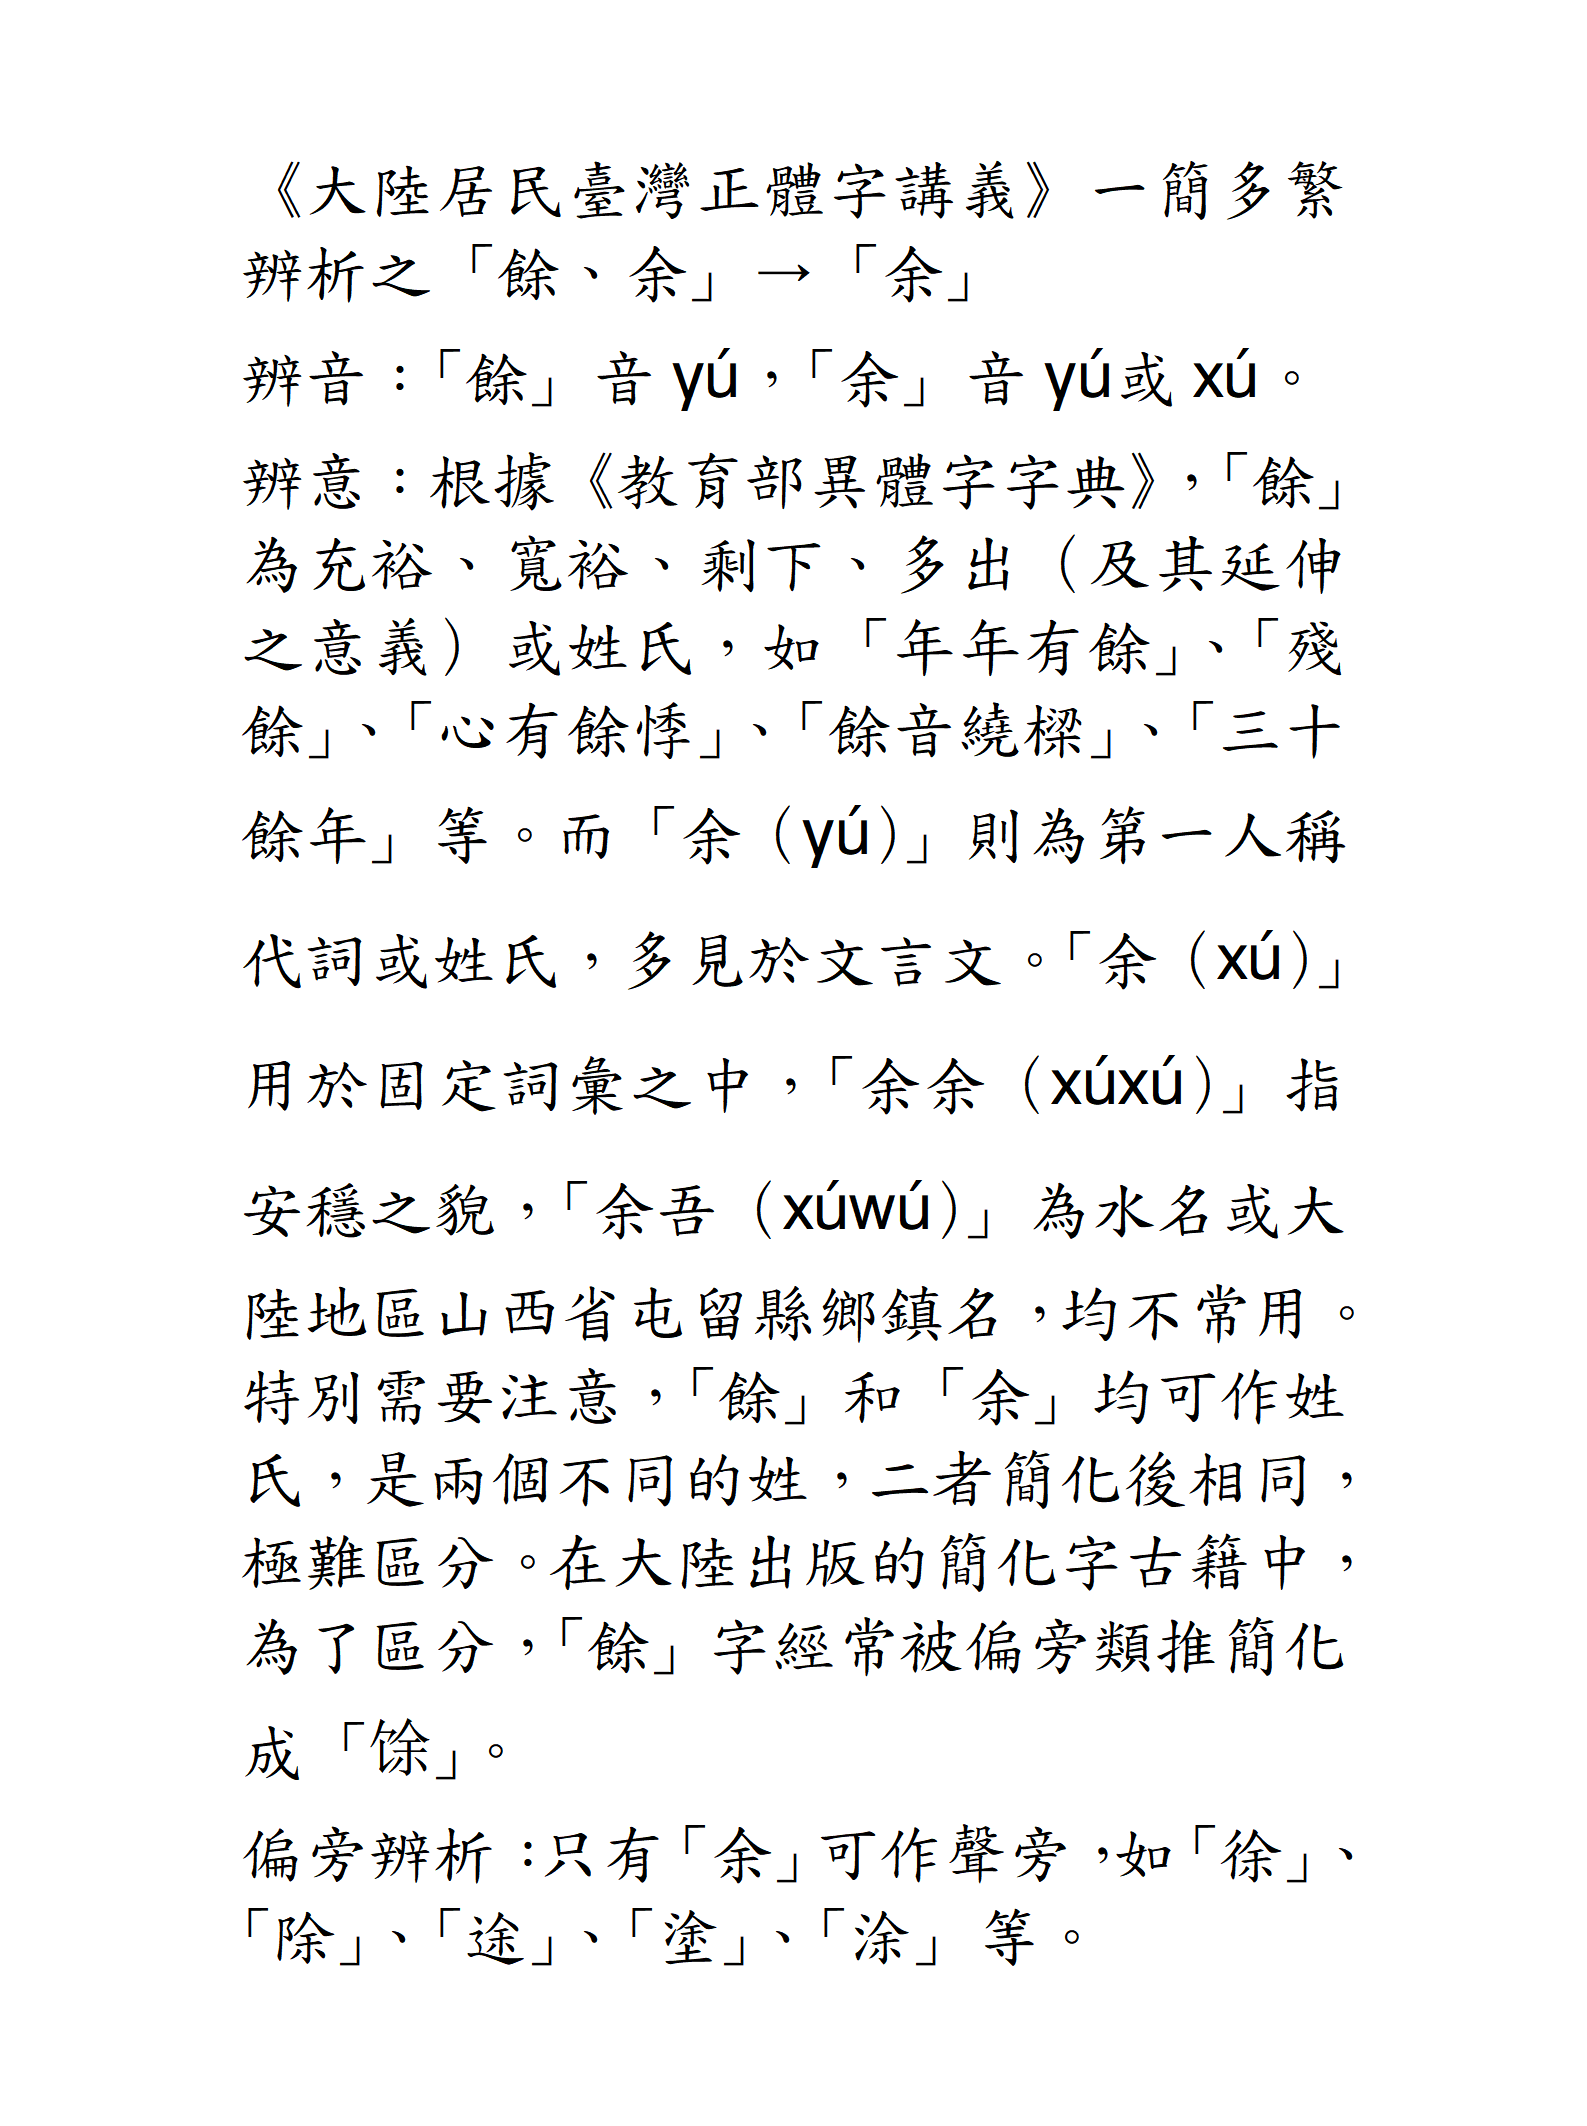 《大陸居民臺灣正體字講義》一簡多繁
辨析之「餘、余」→「余」
辨音：「餘」音 yú，「余」音 yú或 xú。
辨意：根據《教育部異體字字典》，「餘」
為充裕、寬裕、剩下、多出（及其延伸
之意義）或姓氏，如「年年有餘」、「殘
餘」、「心有餘悸」、「餘音繞樑」、「三十
餘年」等。而「余（yú）」則為第一人稱
代詞或姓氏，多見於文言文。「余（xú）」
用於固定詞彙之中，「余余（xúxú）」指
安穩之貌，「余吾（xúwú）」為水名或大
陸地區山西省屯留縣鄉鎮名，均不常用。
特別需要注意，「餘」和「余」均可作姓
氏，是兩個不同的姓，二者簡化後相同，
極難區分。在大陸出版的簡化字古籍中，
為了區分，「餘」字經常被偏旁類推簡化
成「馀」。
偏旁辨析：只有「余」可作聲旁，如「徐」、
「除」、「途」、「塗」、「涂」等。